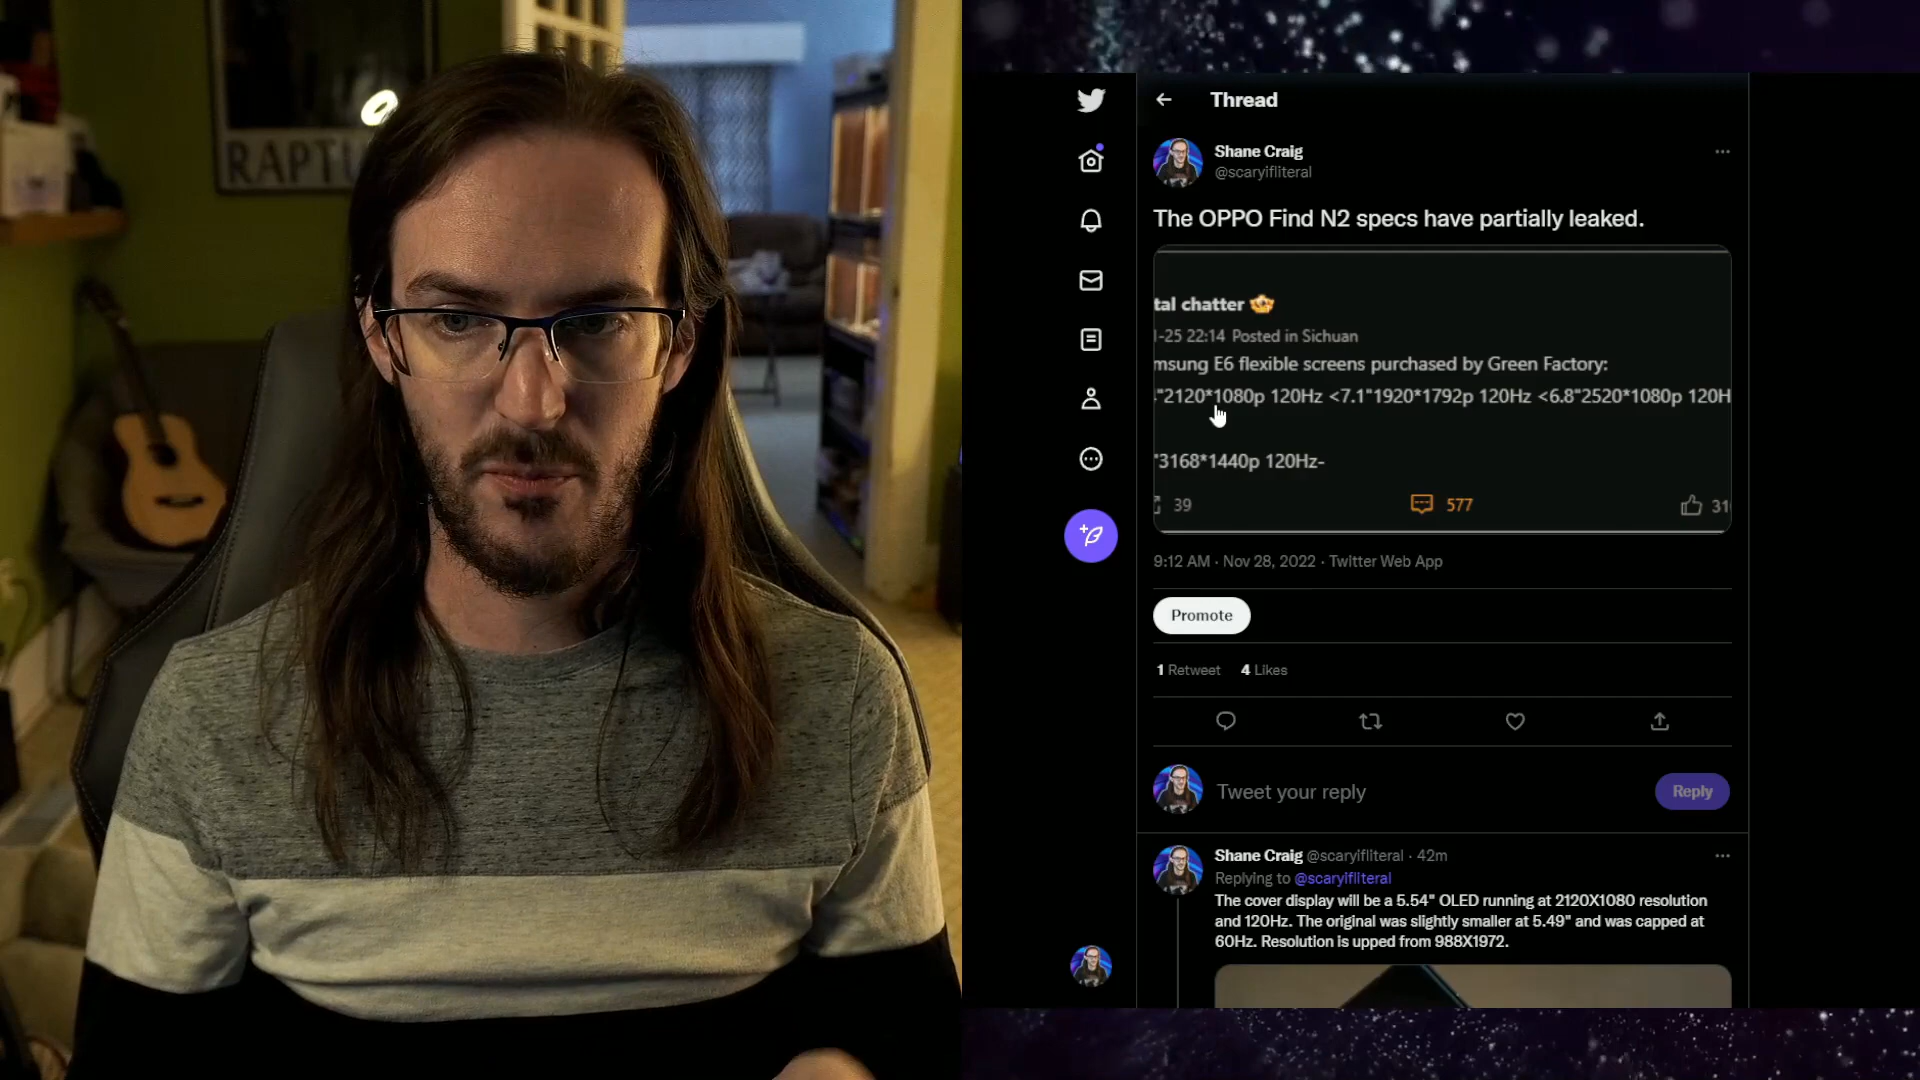 RAPTU
Thread
Shane Craig
@scaryifliteral
The OPPO Find N2 specs have partially leaked.
tal chatter
1-25 22:14 Posted in Sichuan
msung E6 flexible screens purchased by Green Factory:
"2120*1080p 120Hz <7.1"1920*1792p 120Hz <6.8"2520*1080p 120H
"3168*1440p 120Hz-
39
577
31
9:12 AM · Nov 28, 2022 · Twitter Web App
Promote
1 Retweet 4 Likes
Tweet your reply
Reply
Shane Craig @scaryifliteral · 42m
Replying to @scaryifliteral
The cover display will be a 5.54" OLED running at 2120X1080 resolution
and 120Hz. The original was slightly smaller at 5.49" and was capped at
60Hz. Resolution is upped from 988X1972.